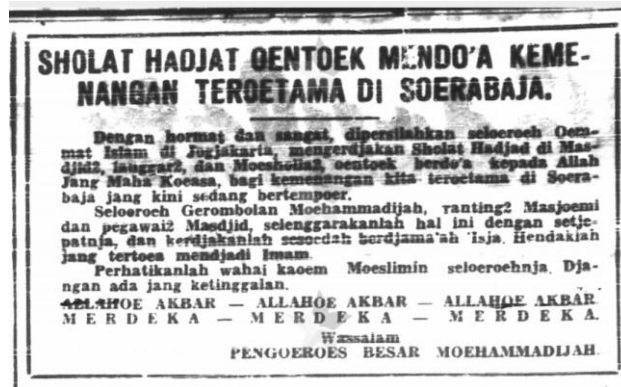 SHOLAT HADJAT OENTOEK MENDO'A KEME-
NANGAN TEROETAMA DI SOERABAJA.
Dengan hormat dan sangat, dipersilahkan seloeroeh Oem-
mat Islam di Jogjakarta, mengerdjakan Sholat Hadjad di Mas-
djid2, langgar2, dan Moesholla2, oentoek berdo'a kepada Allah
Jang Maha Koeasa, bagi kemenangan kita teroetama di Soera-
baja jang kini sedang bertempoer.
Seloeroeh Gerombolan Moehammadijah, ranting2 Masjoemi
dan pegawai2 Masdjid, selenggarakanlah hal ini dengan setje-
patnja, dan kerdjakanlah sesoedah berdjama'ah 'Isja. Hendaklah
jang tertoea mendjadi Imam.
Perhatikanlah wahai kaoem Moeslimin seloeroehnja. Dja-
ngan ada jang ketinggalan.
ALLAHOE AKBAR — ALLAHOE AKBAR — ALLAHOE AKBAR.
MERDEKA — MERDEKA — MERDEKA.
Wassalam
PENGOEROES BESAR MOEHAMMADIJAH.